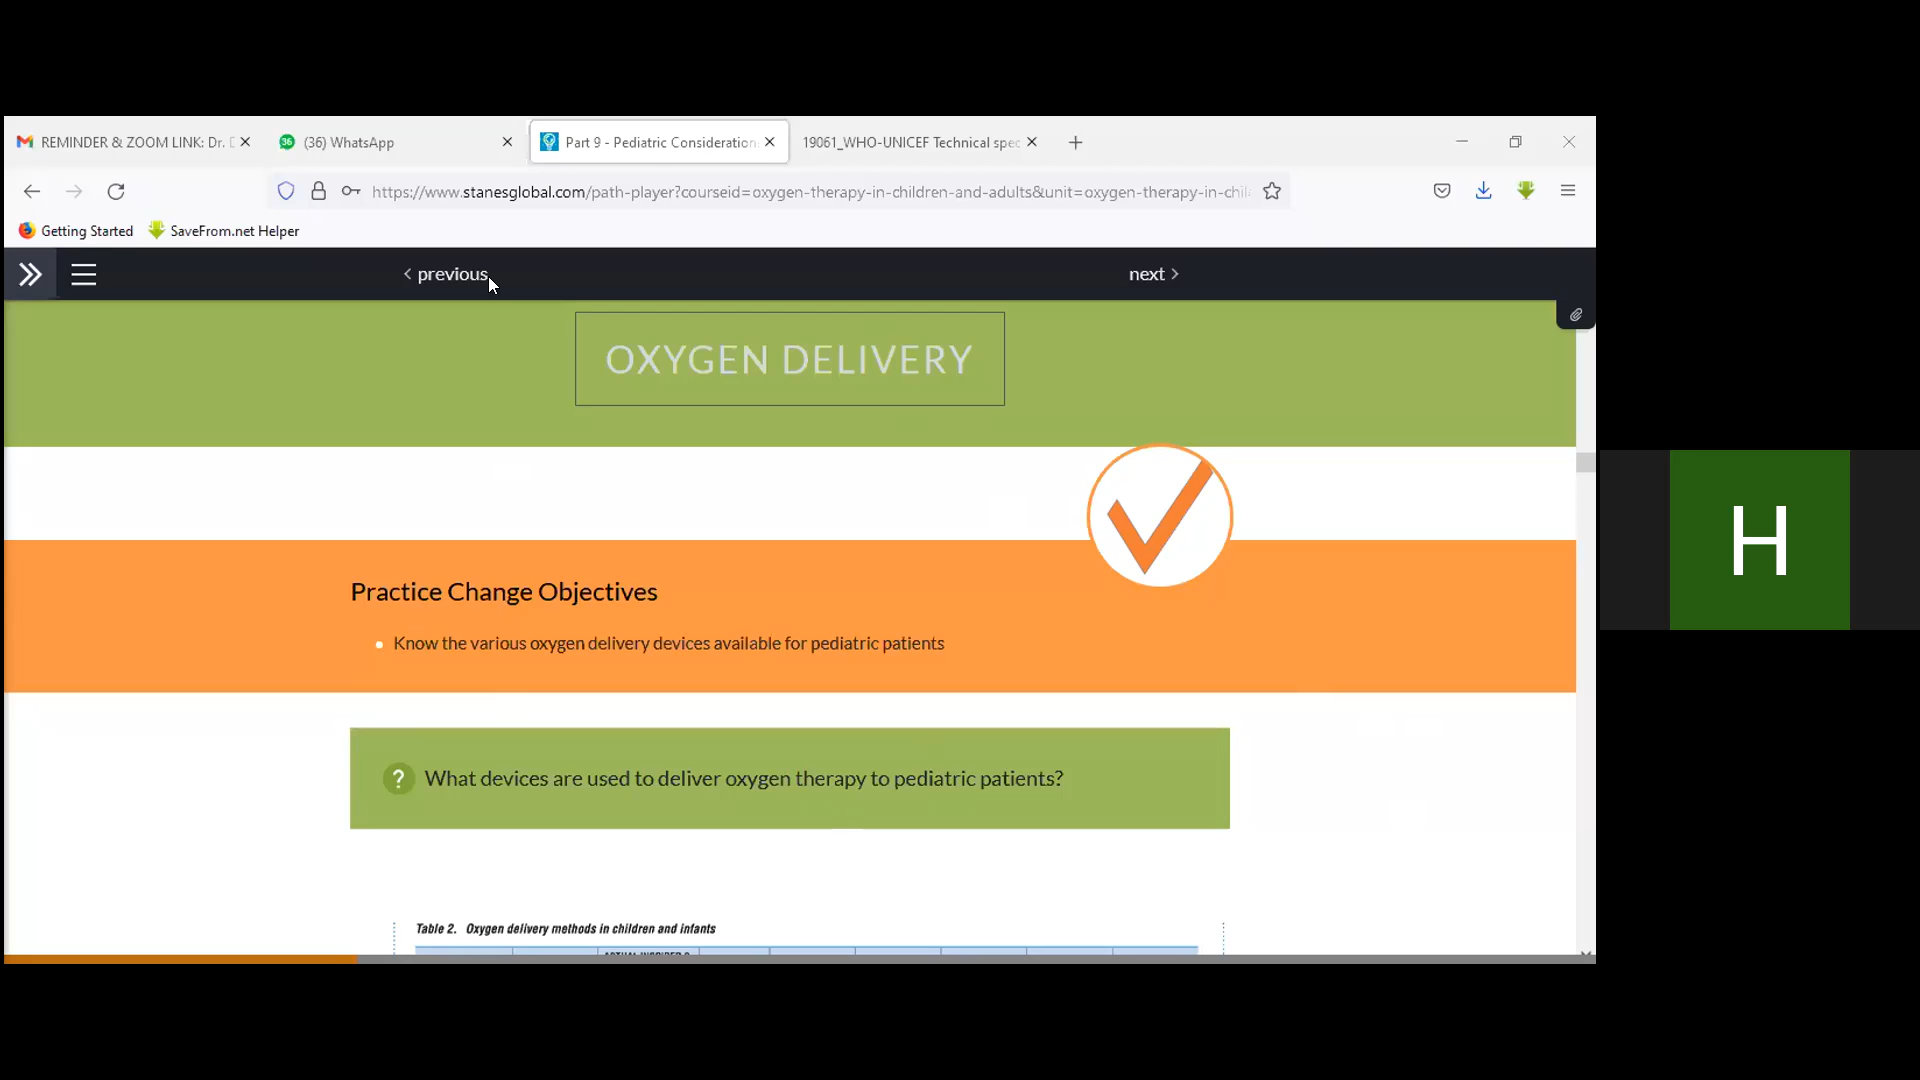 REMINDER & ZOOM LINK: Dr.
36 (36) WhatsApp
Part 9 - Pediatric Consideration
19061_WHO-UNICEF Technical spec
https://www.stanesglobal.com/path-player?courseid=oxygen-therapy-in-children-and-adults&unit=oxygen-therapy-in-chil
Getting Started
SaveFrom.net Helper
< previous
next >
OXYGEN DELIVERY
H
Practice Change Objectives
• Know the various oxygen delivery devices available for pediatric patients
? What devices are used to deliver oxygen therapy to pediatric patients?
Table 2. Oxygen delivery methods in children and infants